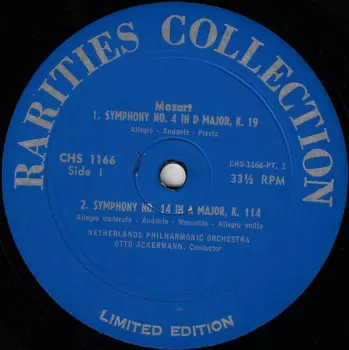 RARITIES COLLECTION
Mozart
1. SYMPHONY NO. 4 IN D MAJOR, K. 19
Allegro - Andante - Presto
CHS 1166
Side 1
CHS-1166-PT. 1
33⅓ RPM
2. SYMPHONY NO. 14 IN A MAJOR, K. 114
Allegro moderato - Andante - Menuetto - Allegro molto
NETHERLANDS PHILHARMONIC ORCHESTRA
OTTO ACKERMANN, Conductor
LIMITED EDITION